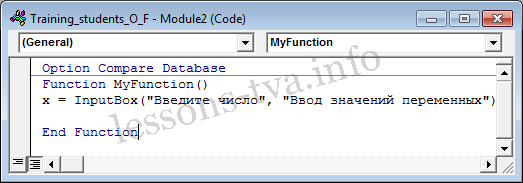 Training_students_O_F - Module2 (Code)
(General) MyFunction
Option Compare Database
Function MyFunction()
x = InputBox("Введите число", "Ввод значений переменных")
End Function
lessons-tva.info